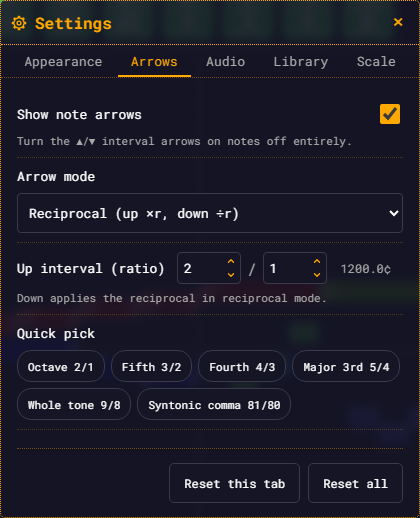 Settings ×
Appearance Arrows Audio Library Scale
Show note arrows
Turn the ▲/▼ interval arrows on notes off entirely.
Arrow mode
Reciprocal (up ×r, down ÷r)
Up interval (ratio) 2 / 1 1200.0¢
Down applies the reciprocal in reciprocal mode.
Quick pick
Octave 2/1 Fifth 3/2 Fourth 4/3 Major 3rd 5/4
Whole tone 9/8 Syntonic comma 81/80
Reset this tab Reset all